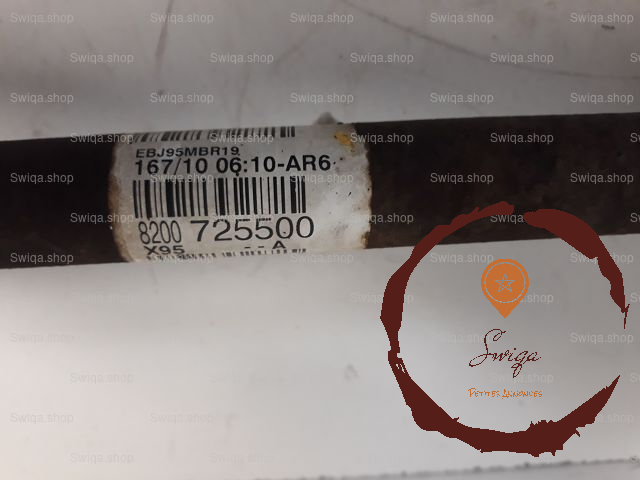 EBJ95MBR19
167/10 06:10-AR6
8200 725500
X95 -- A
Swiqa
Petites Annonces
Swiqa.shop